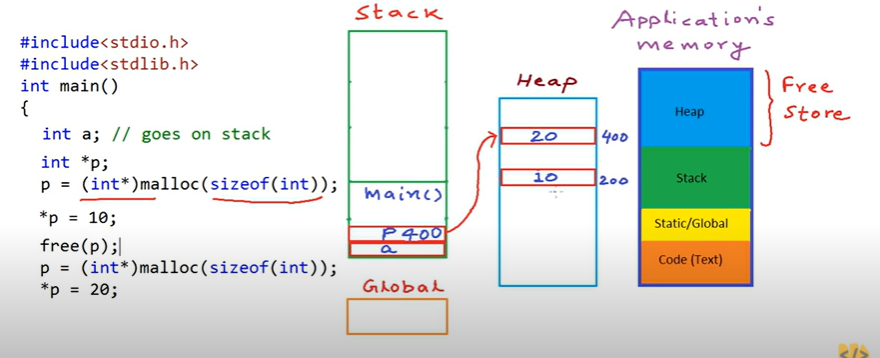 #include<stdio.h>
#include<stdlib.h>
int main()
{
int a; // goes on stack
int *p;
p = (int*)malloc(sizeof(int));
*p = 10;
free(p);
p = (int*)malloc(sizeof(int));
*p = 20;
Stack
main()
P 400
a
Global
Heap
20 400
10 200
Application's
memory
Heap
Stack
Static/Global
Code (Text)
Free
Store
</>